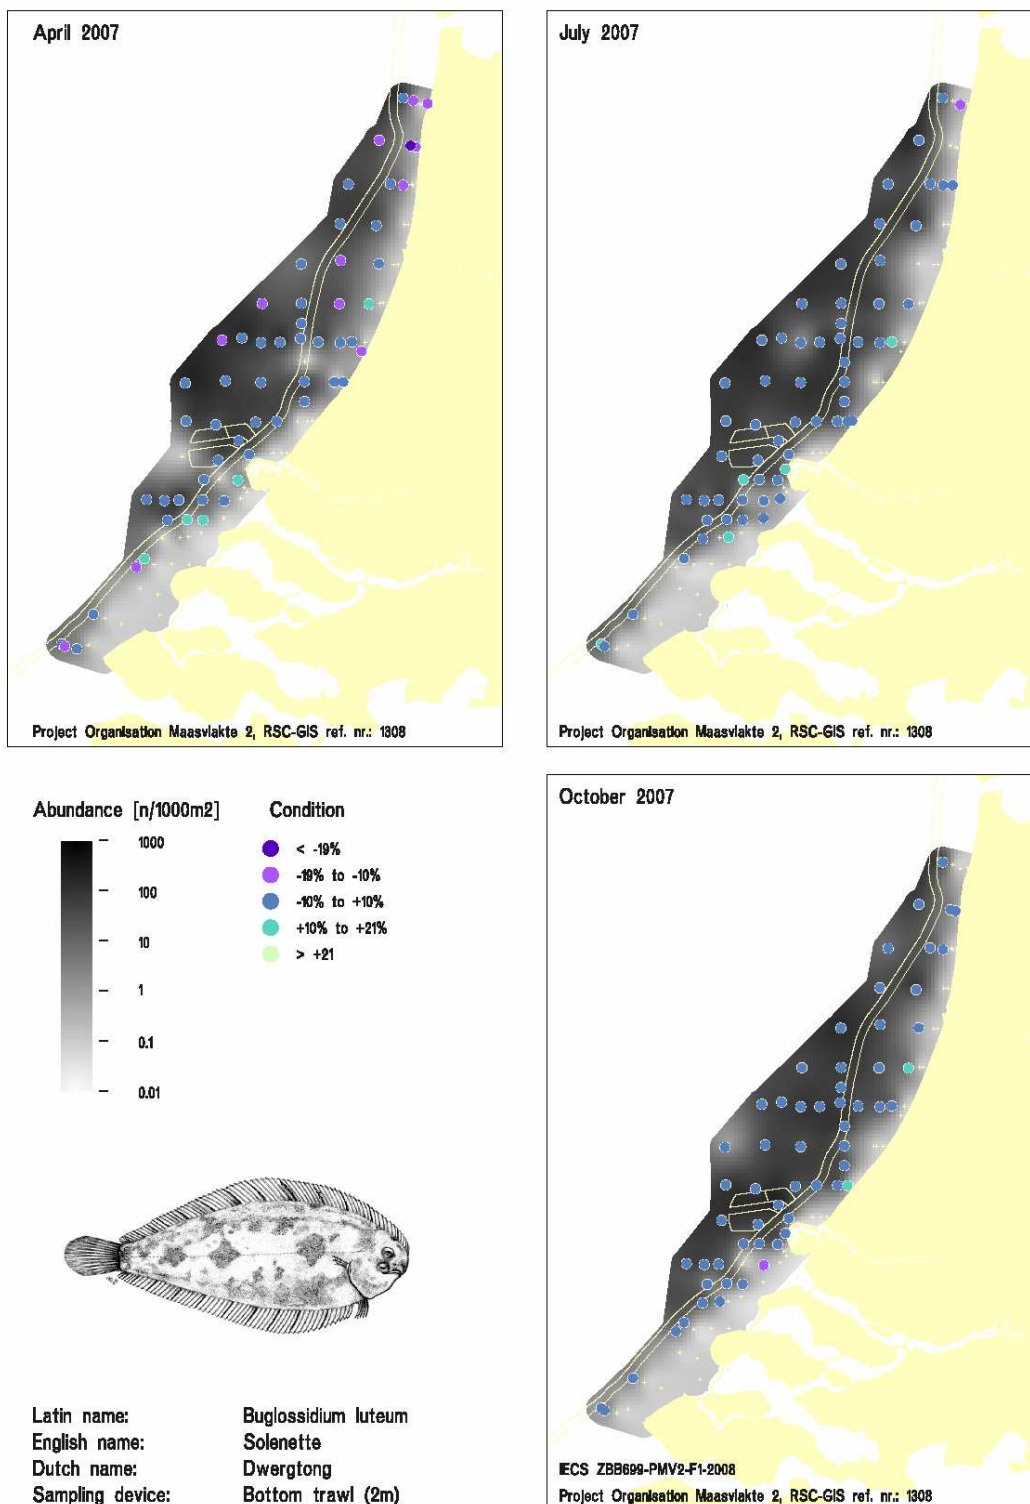 April 2007
Project Organisation Maasvlakte 2, RSC-GIS ref. nr.: 1308
July 2007
Project Organisation Maasvlakte 2, RSC-GIS ref. nr.: 1308
Abundance [n/1000m2]
1000
100
10
1
0.1
0.01
Condition
< -19%
-19% to -10%
-10% to +10%
+10% to +21%
> +21
Latin name: Buglossidium luteum
English name: Solenette
Dutch name: Dwergtong
Sampling device: Bottom trawl (2m)
October 2007
IECS ZBB699-PMV2-F1-2008
Project Organisation Maasvlakte 2, RSC-GIS ref. nr.: 1308